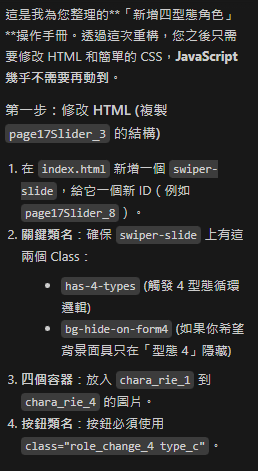 這是我為您整理的**「新增四型態角色」
**操作手冊。透過這次重構，您之後只需
要修改 HTML 和簡單的 CSS，JavaScript
幾乎不需要再動到。
第一步：修改 HTML (複製
page17Slider_3 的結構)
1. 在 index.html 新增一個 swiper-
slide ，給它一個新 ID（例如
page17Slider_8 ）。
2. 關鍵類名：確保 swiper-slide 上有這
兩個 Class：
• has-4-types (觸發 4 型態循環
邏輯)
• bg-hide-on-form4 (如果你希望
背景面具只在「型態 4」隱藏)
3. 四個容器：放入 chara_rie_1 到
chara_rie_4 的圖片。
4. 按鈕類名：按鈕必須使用
class="role_change_4 type_c" 。